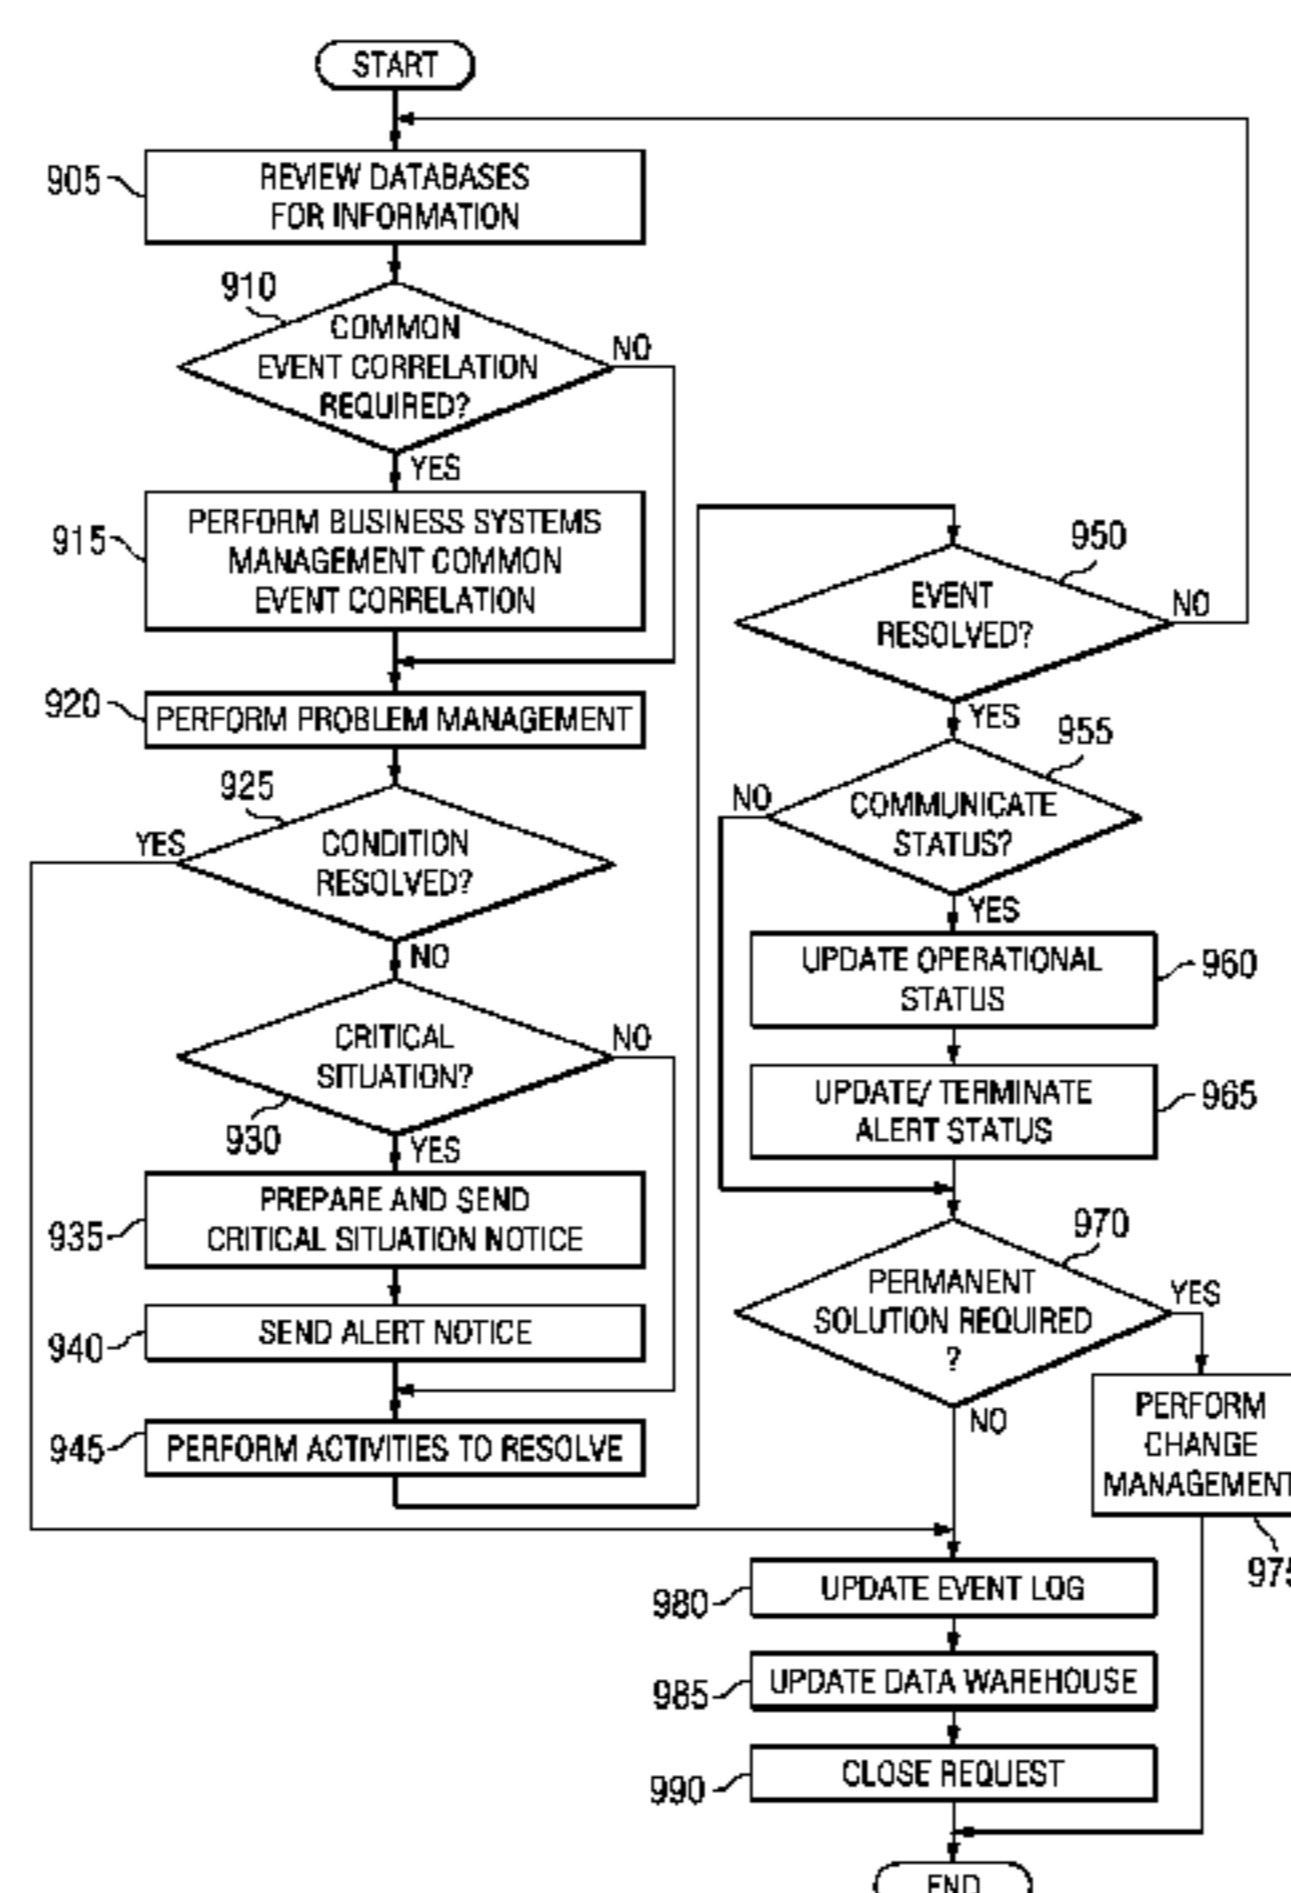 START
905
REVIEW DATABASES
FOR INFORMATION
910
COMMON
EVENT CORRELATION
REQUIRED?
NO
YES
915
PERFORM BUSINESS SYSTEMS
MANAGEMENT COMMON
EVENT CORRELATION
920
PERFORM PROBLEM MANAGEMENT
925
YES
CONDITION
RESOLVED?
NO
CRITICAL
SITUATION?
NO
930
YES
935
PREPARE AND SEND
CRITICAL SITUATION NOTICE
940
SEND ALERT NOTICE
945
PERFORM ACTIVITIES TO RESOLVE
950
EVENT
RESOLVED?
NO
YES
955
NO
COMMUNICATE
STATUS?
YES
UPDATE OPERATIONAL
STATUS
960
UPDATE/ TERMINATE
ALERT STATUS
965
970
PERMANENT
SOLUTION REQUIRED
?
YES
NO
PERFORM
CHANGE
MANAGEMENT
975
980
UPDATE EVENT LOG
985
UPDATE DATA WAREHOUSE
990
CLOSE REQUEST
END